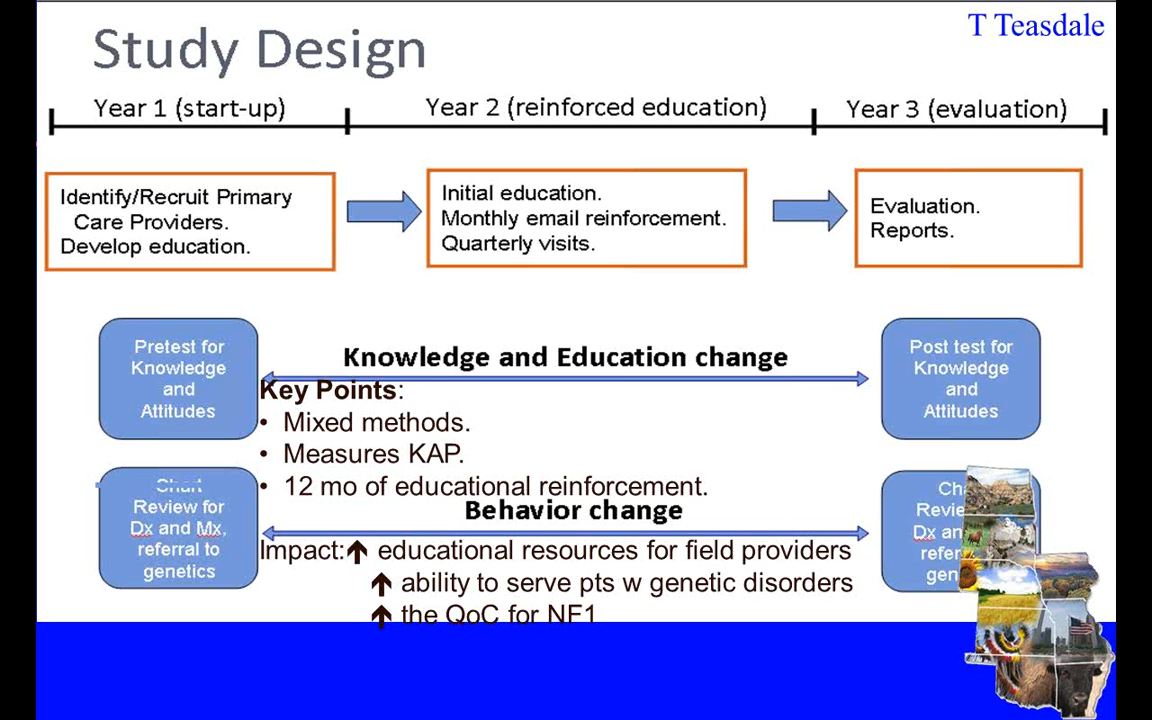 T Teasdale
Study Design
Year 1 (start-up)
Year 2 (reinforced education)
Year 3 (evaluation)
Identify/Recruit Primary
Care Providers.
Develop education.
Initial education.
Monthly email reinforcement.
Quarterly visits.
Evaluation.
Reports.
Pretest for
Knowledge
and
Attitudes
Knowledge and Education change
Post test for
Knowledge
and
Attitudes
Key Points:
• Mixed methods.
• Measures KAP.
• 12 mo of educational reinforcement.
Chart
Review for
Dx and Mx,
referral to
genetics
Behavior change
Impact:🡹 educational resources for field providers
🡹 ability to serve pts w genetic disorders
🡹 the QoC for NF1